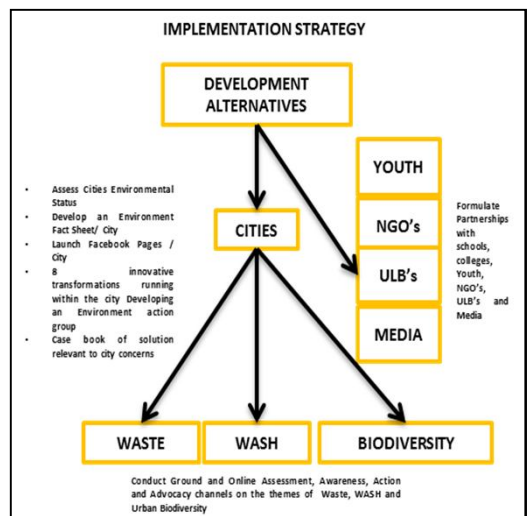 IMPLEMENTATION STRATEGY
DEVELOPMENT
ALTERNATIVES
• Assess Cities Environmental
Status
• Develop an Environment
Fact Sheet/ City
• Launch Facebook Pages /
City
• 8 innovative
transformations running
within the city Developing
an Environment action
group
• Case book of solution
relevant to city concerns
CITIES
YOUTH
NGO's
ULB's
MEDIA
Formulate
Partnerships
with
schools,
colleges,
Youth,
NGO's,
ULB's and
Media
WASTE
WASH
BIODIVERSITY
Conduct Ground and Online Assessment, Awareness, Action
and Advocacy channels on the themes of Waste, WASH and
Urban Biodiversity